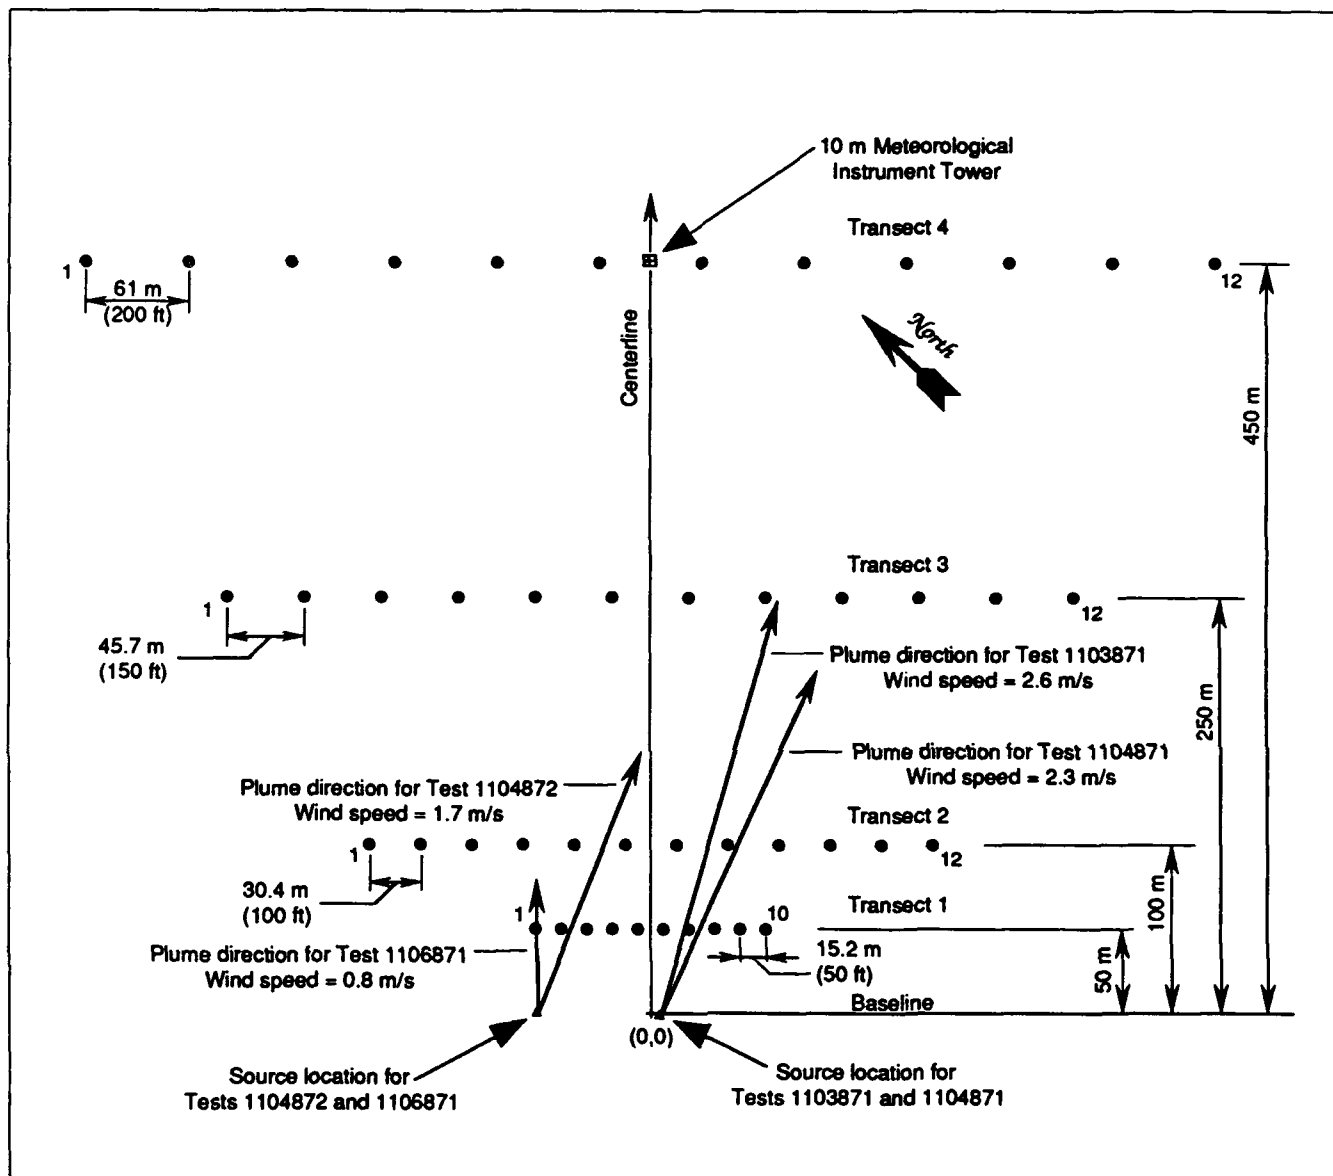 10 m Meteorological
Instrument Tower
Transect 4
1
12
61 m
(200 ft)
North
Centerline
450 m
Transect 3
1
12
45.7 m
(150 ft)
Plume direction for Test 1103871
Wind speed = 2.6 m/s
250 m
Plume direction for Test 1104871
Wind speed = 2.3 m/s
Plume direction for Test 1104872
Wind speed = 1.7 m/s
Transect 2
1
12
30.4 m
(100 ft)
100 m
Transect 1
1
10
Plume direction for Test 1106871
Wind speed = 0.8 m/s
15.2 m
(50 ft)
50 m
Baseline
(0,0)
Source location for
Tests 1104872 and 1106871
Source location for
Tests 1103871 and 1104871